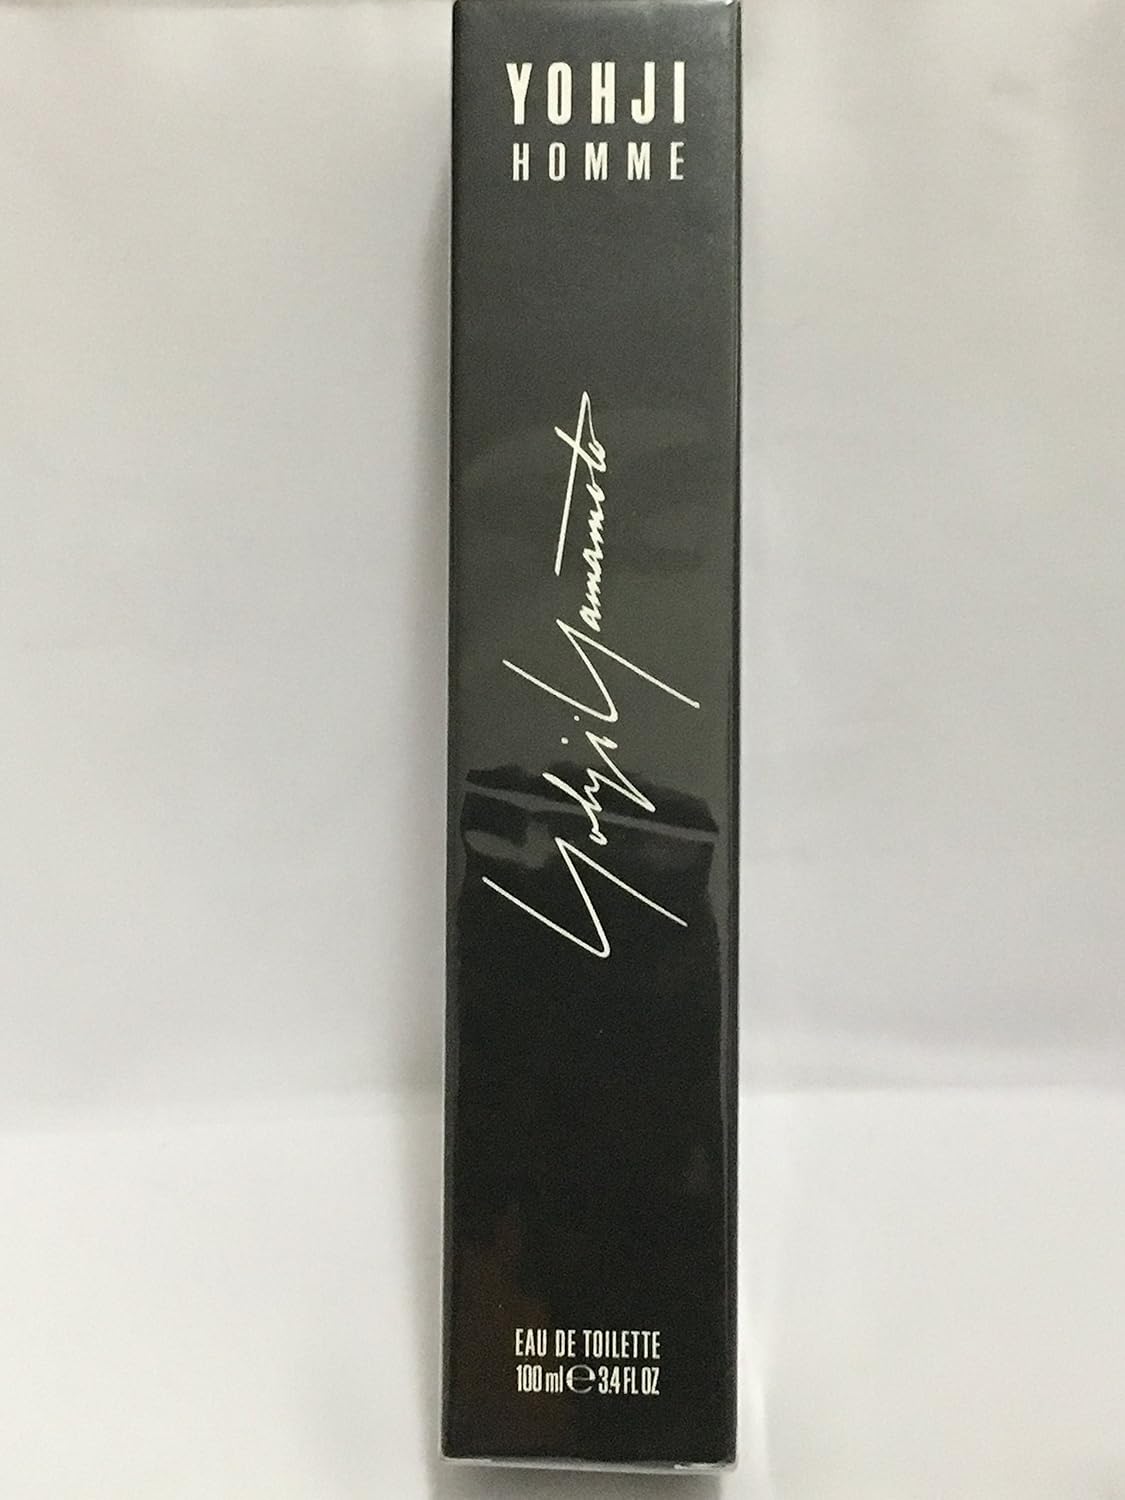 YOHJI
HOMME
Yohji Yamamoto
EAU DE TOILETTE
100 ml ℮ 3.4 FL OZ